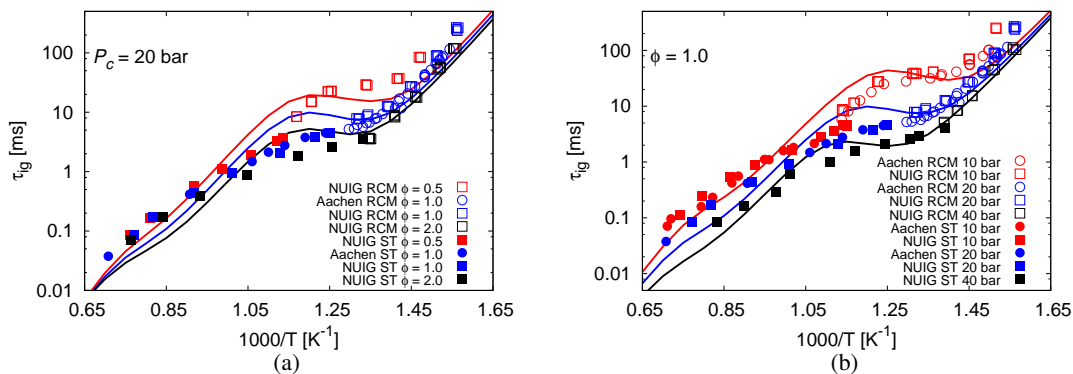 100
10
1
0.1
0.01
τig [ms]
Pc = 20 bar
NUIG RCM ϕ = 0.5
Aachen RCM ϕ = 1.0
NUIG RCM ϕ = 1.0
NUIG RCM ϕ = 2.0
NUIG ST ϕ = 0.5
Aachen ST ϕ = 1.0
NUIG ST ϕ = 1.0
NUIG ST ϕ = 2.0
0.65 0.85 1.05 1.25 1.45 1.65
1000/T [K⁻¹]
(a)
100
10
1
0.1
0.01
τig [ms]
ϕ = 1.0
Aachen RCM 10 bar
NUIG RCM 10 bar
Aachen RCM 20 bar
NUIG RCM 20 bar
NUIG RCM 40 bar
Aachen ST 10 bar
NUIG ST 10 bar
Aachen ST 20 bar
NUIG ST 20 bar
NUIG ST 40 bar
0.65 0.85 1.05 1.25 1.45 1.65
1000/T [K⁻¹]
(b)